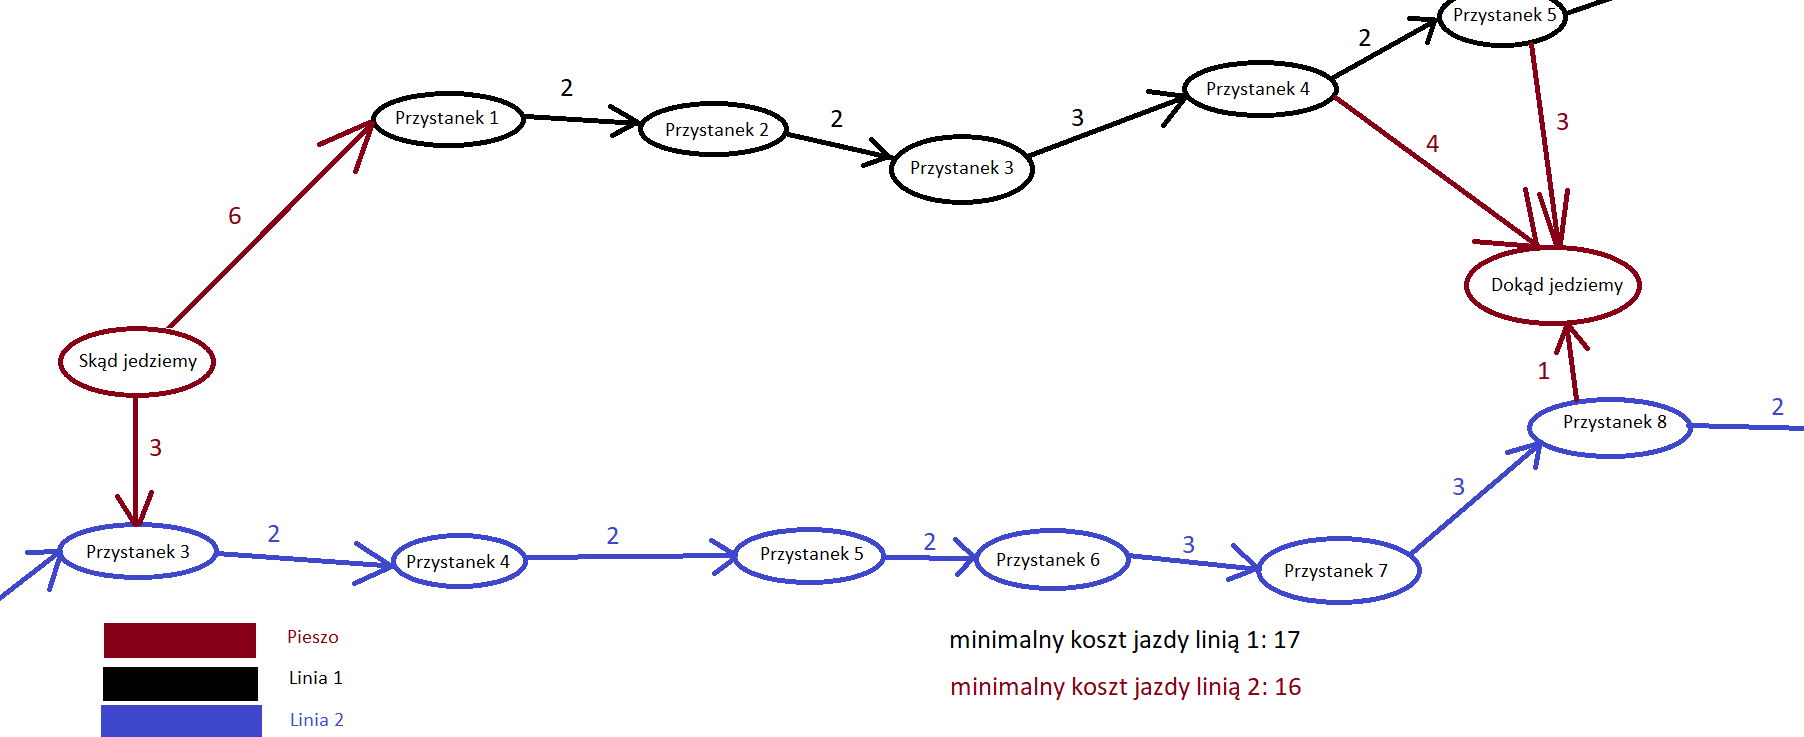 Przystanek 5
2
Przystanek 4
3
2
2
Przystanek 1
Przystanek 2
Przystanek 3
3
4
6
Dokąd jedziemy
Skąd jedziemy
1
2
Przystanek 8
3
3
Przystanek 3
2
Przystanek 4
2
Przystanek 5
2
Przystanek 6
3
Przystanek 7
Pieszo
Linia 1
Linia 2
minimalny koszt jazdy linią 1: 17
minimalny koszt jazdy linią 2: 16